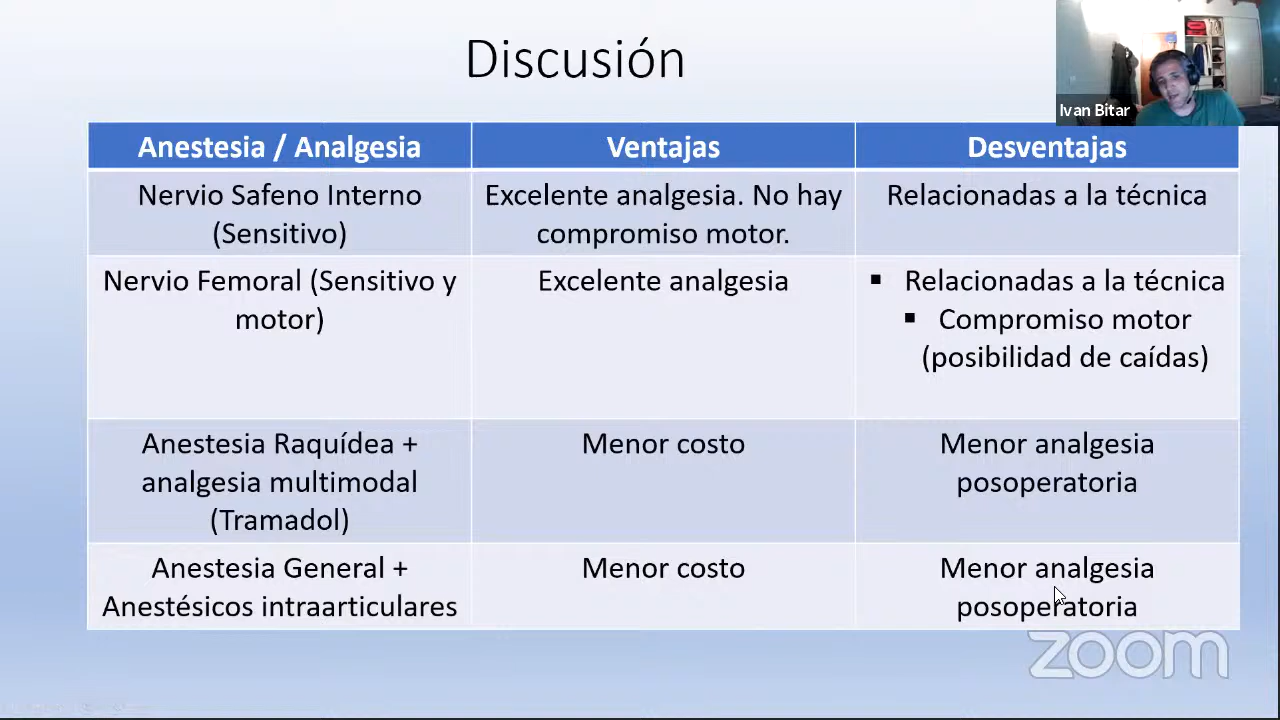 Discusión
Ivan Bitar
Anestesia / Analgesia
Ventajas
Desventajas
Nervio Safeno Interno
(Sensitivo)
Excelente analgesia. No hay
compromiso motor.
Relacionadas a la técnica
Nervio Femoral (Sensitivo y
motor)
Excelente analgesia
▪ Relacionadas a la técnica
▪ Compromiso motor
(posibilidad de caídas)
Anestesia Raquídea +
analgesia multimodal
(Tramadol)
Menor costo
Menor analgesia
posoperatoria
Anestesia General +
Anestésicos intraarticulares
Menor costo
Menor analgesia
posoperatoria
zoom